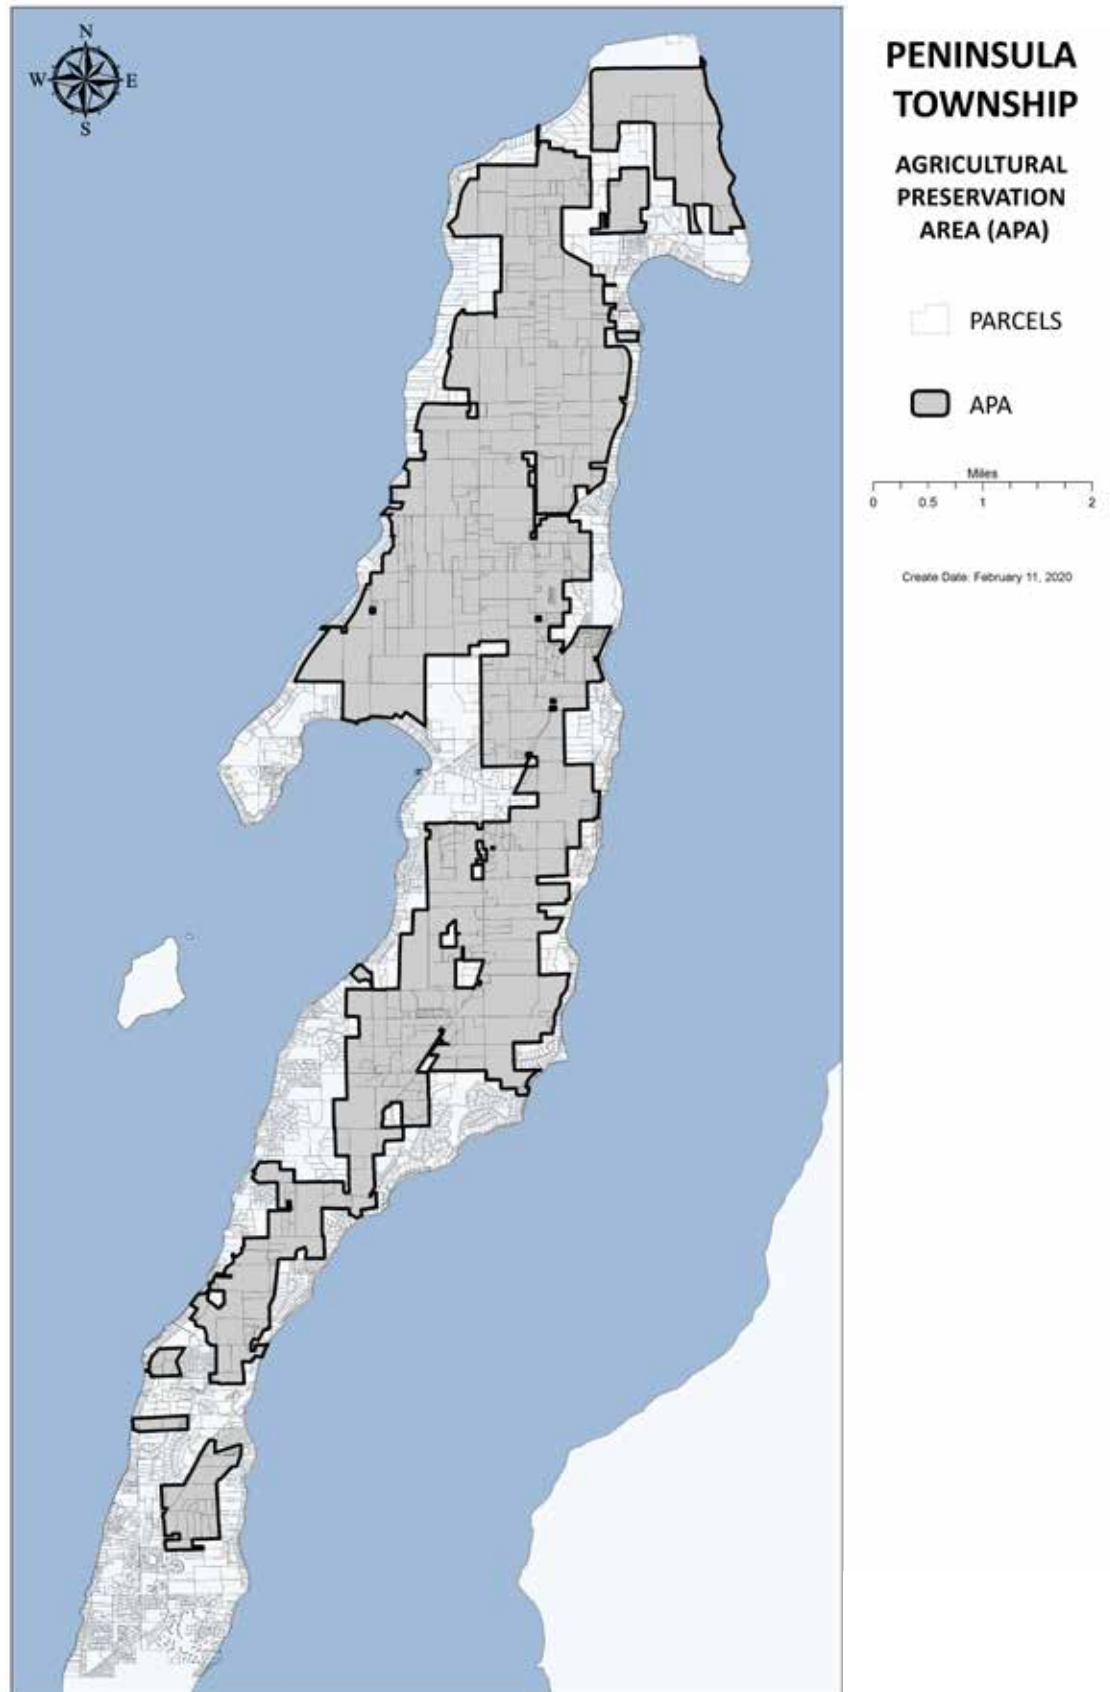 N
W E
S
PENINSULA
TOWNSHIP
AGRICULTURAL
PRESERVATION
AREA (APA)
PARCELS
APA
Miles
0 0.5 1 2
Create Date: February 11, 2020